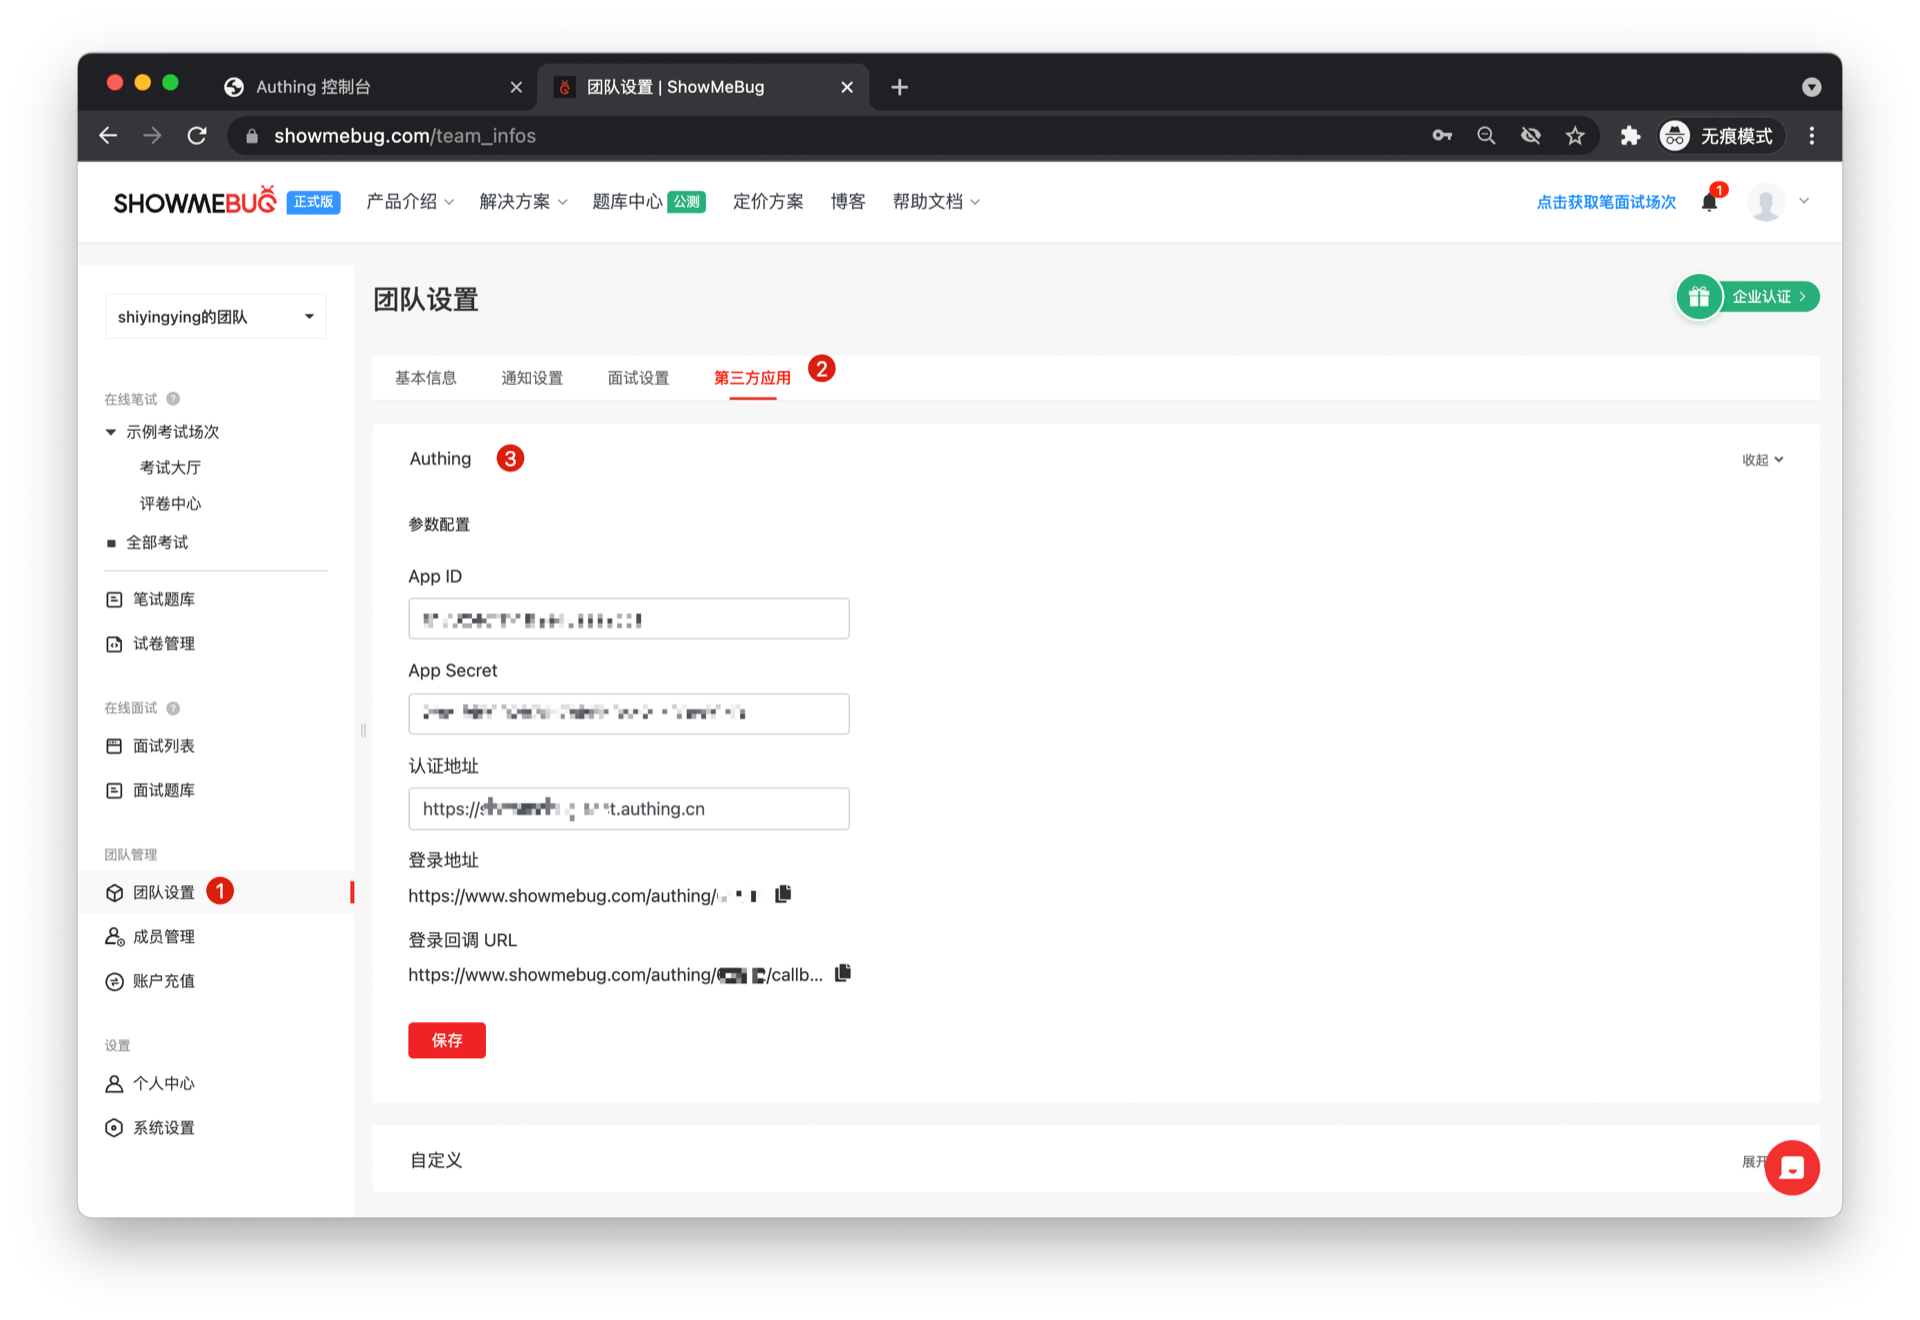 Authing 控制台
团队设置 | ShowMeBug
showmebug.com/team_infos
无痕模式
SHOWMEBUG 正式版 产品介绍 解决方案 题库中心 公测 定价方案 博客 帮助文档 点击获取笔面试场次 1
shiyingying的团队
在线笔试 ?
示例考试场次
考试大厅
评卷中心
全部考试
笔试题库
试卷管理
在线面试 ?
面试列表
面试题库
团队管理
团队设置 1
成员管理
账户充值
设置
个人中心
系统设置
团队设置
企业认证
基本信息 通知设置 面试设置 第三方应用 2
Authing 3 收起
参数配置
App ID
App Secret
认证地址
https:// t.authing.cn
登录地址
https://www.showmebug.com/authing/
登录回调 URL
https://www.showmebug.com/authing/ /callb...
保存
自定义 展开